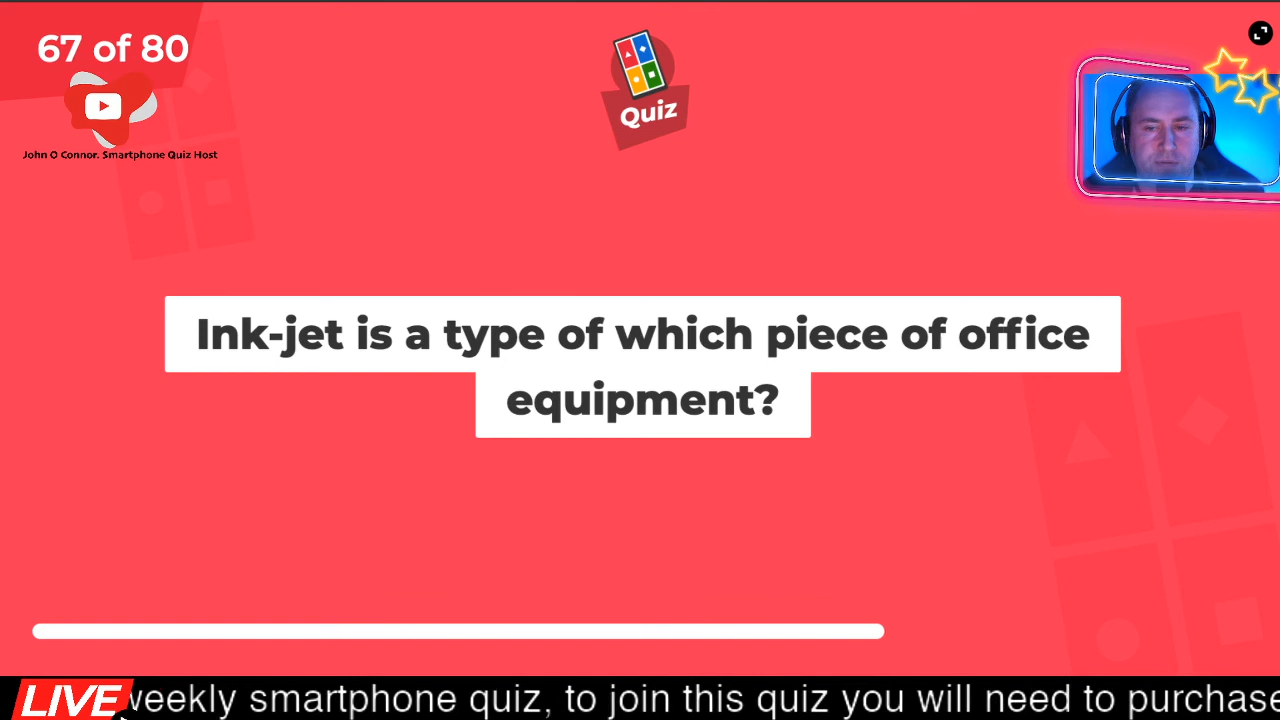 67 of 80
John O Connor. Smartphone Quiz Host
Quiz
Ink-jet is a type of which piece of office
equipment?
LIVE
weekly smartphone quiz, to join this quiz you will need to purchase